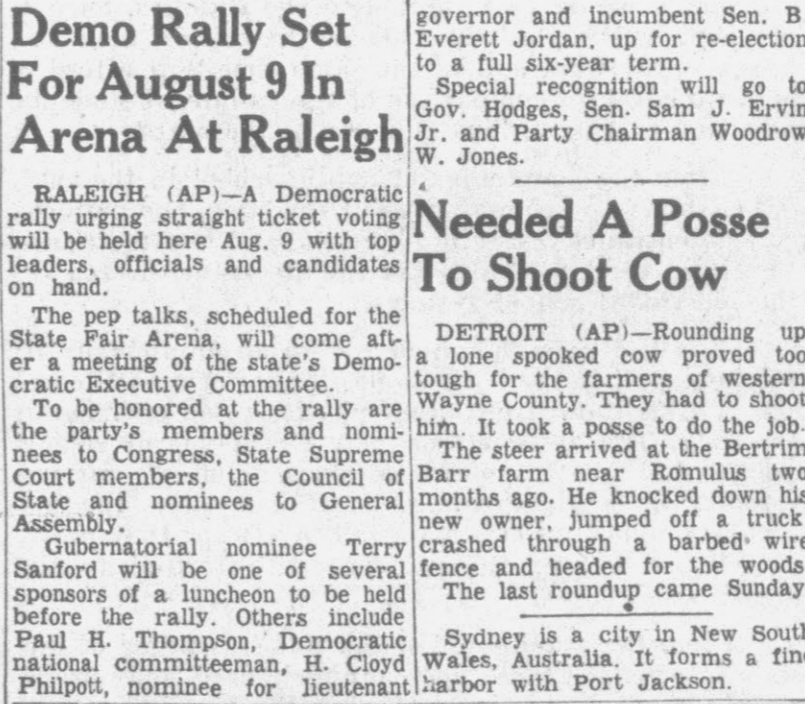 Demo Rally Set
For August 9 In
Arena At Raleigh
RALEIGH (AP)—A Democratic
rally urging straight ticket voting
will be held here Aug. 9 with top
leaders, officials and candidates
on hand.
The pep talks, scheduled for the
State Fair Arena, will come aft-
er a meeting of the state's Demo-
cratic Executive Committee.
To be honored at the rally are
the party's members and nomi-
nees to Congress, State Supreme
Court members, the Council of
State and nominees to General
Assembly.
Gubernatorial nominee Terry
Sanford will be one of several
sponsors of a luncheon to be held
before the rally. Others include
Paul H. Thompson, Democratic
national committeeman, H. Cloyd
Philpott, nominee for lieutenant
governor and incumbent Sen. B
Everett Jordan, up for re-election
to a full six-year term.
Special recognition will go to
Gov. Hodges, Sen. Sam J. Ervin
Jr. and Party Chairman Woodrow
W. Jones.
Needed A Posse
To Shoot Cow
DETROIT (AP)—Rounding up
a lone spooked cow proved too
tough for the farmers of western
Wayne County. They had to shoot
him. It took a posse to do the job.
The steer arrived at the Bertrim
Barr farm near Romulus two
months ago. He knocked down his
new owner, jumped off a truck
crashed through a barbed wire
fence and headed for the woods
The last roundup came Sunday
Sydney is a city in New South
Wales, Australia. It forms a fine
harbor with Port Jackson.